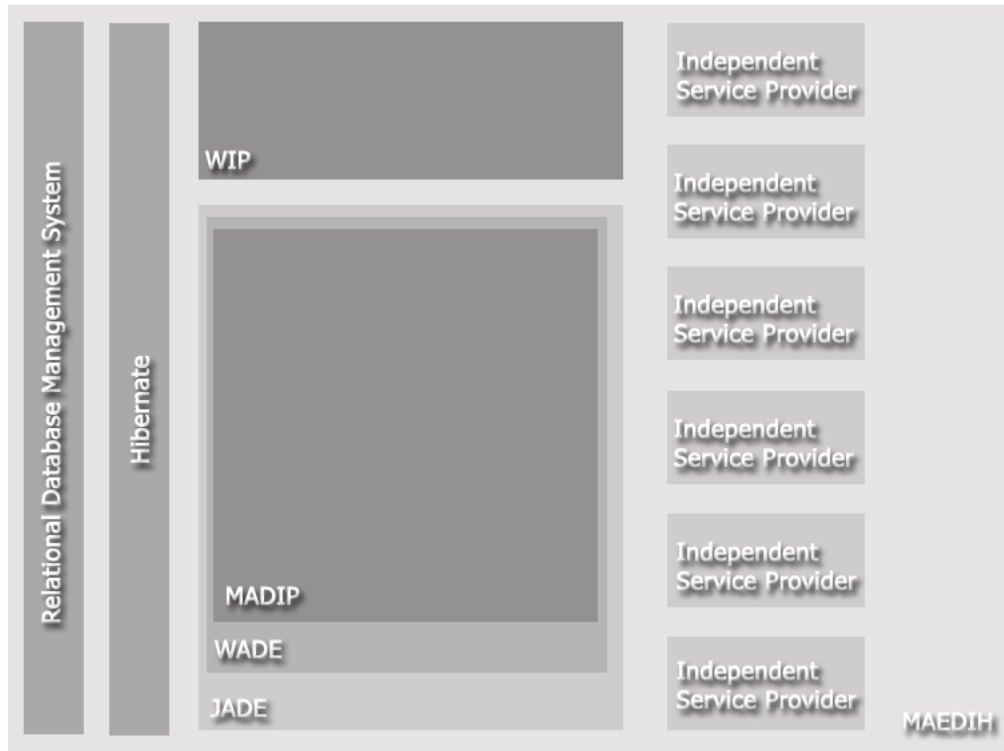 Relational Database Management System
Hibernate
WIP
MADIP
WADE
JADE
Independent
Service Provider
Independent
Service Provider
Independent
Service Provider
Independent
Service Provider
Independent
Service Provider
Independent
Service Provider
MAEDIH